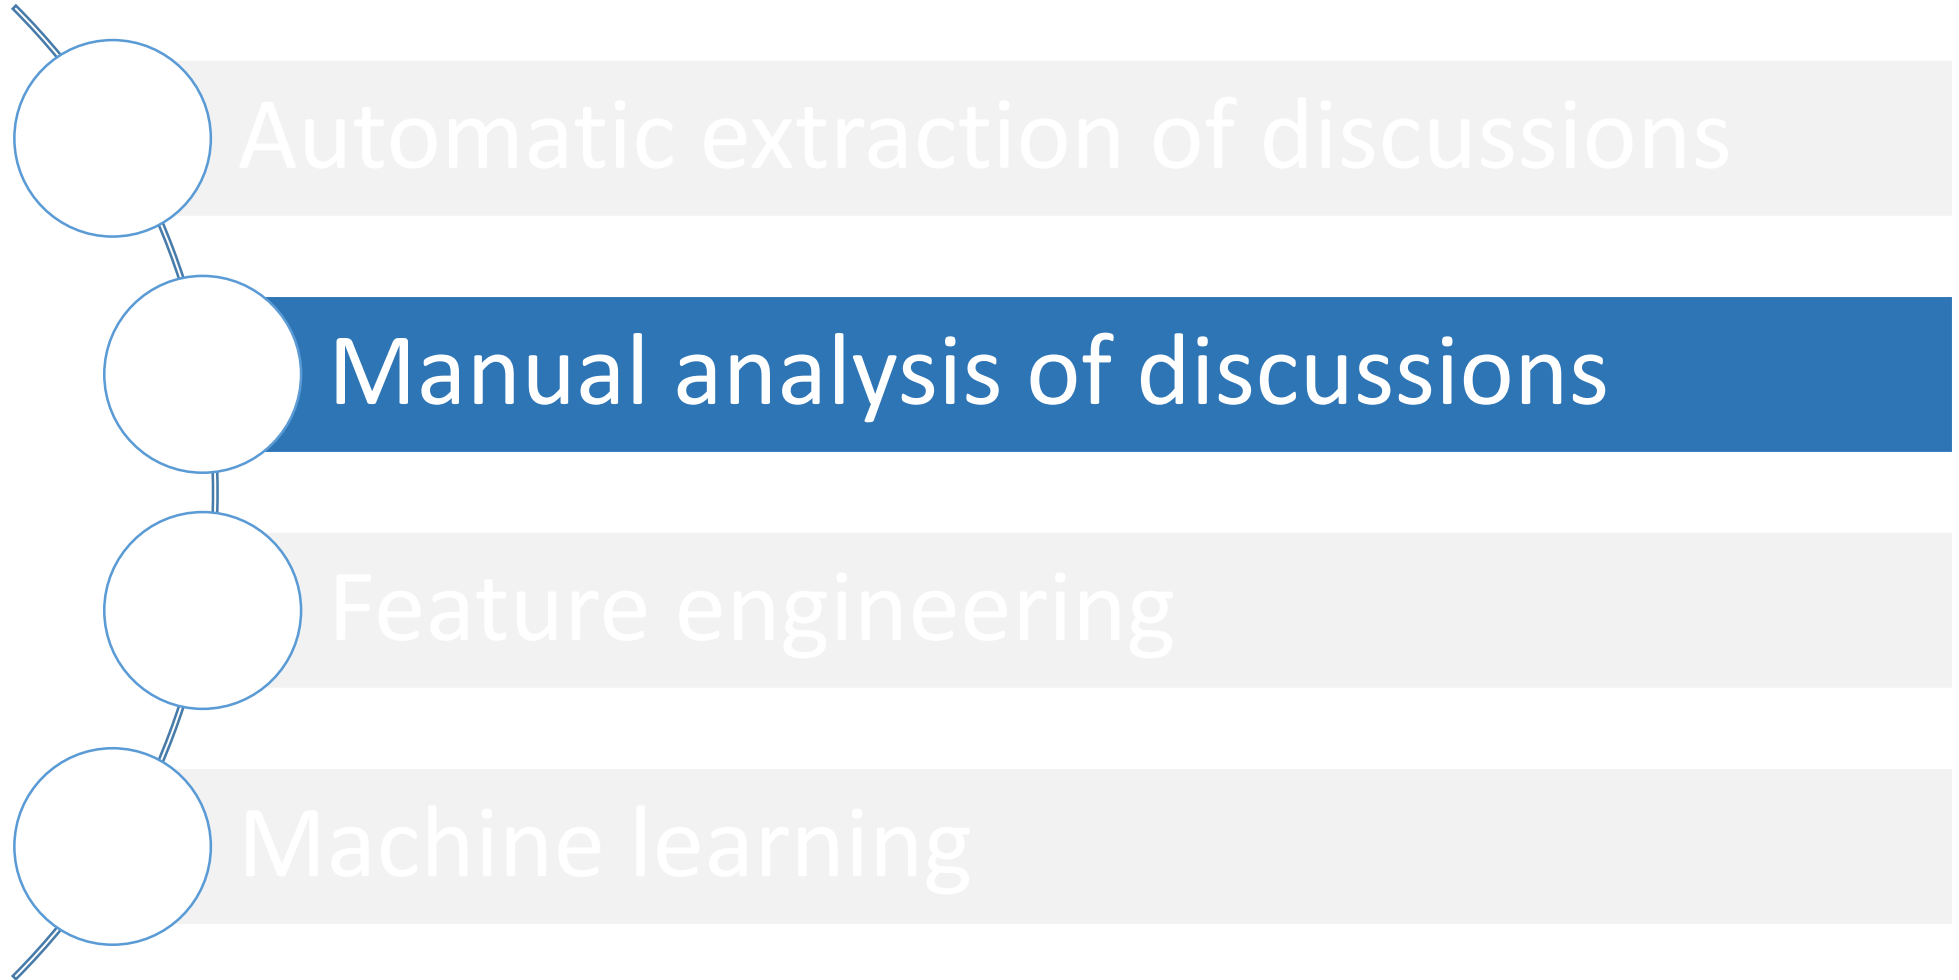 Automatic extraction of discussions
Manual analysis of discussions
Feature engineering
Machine learning